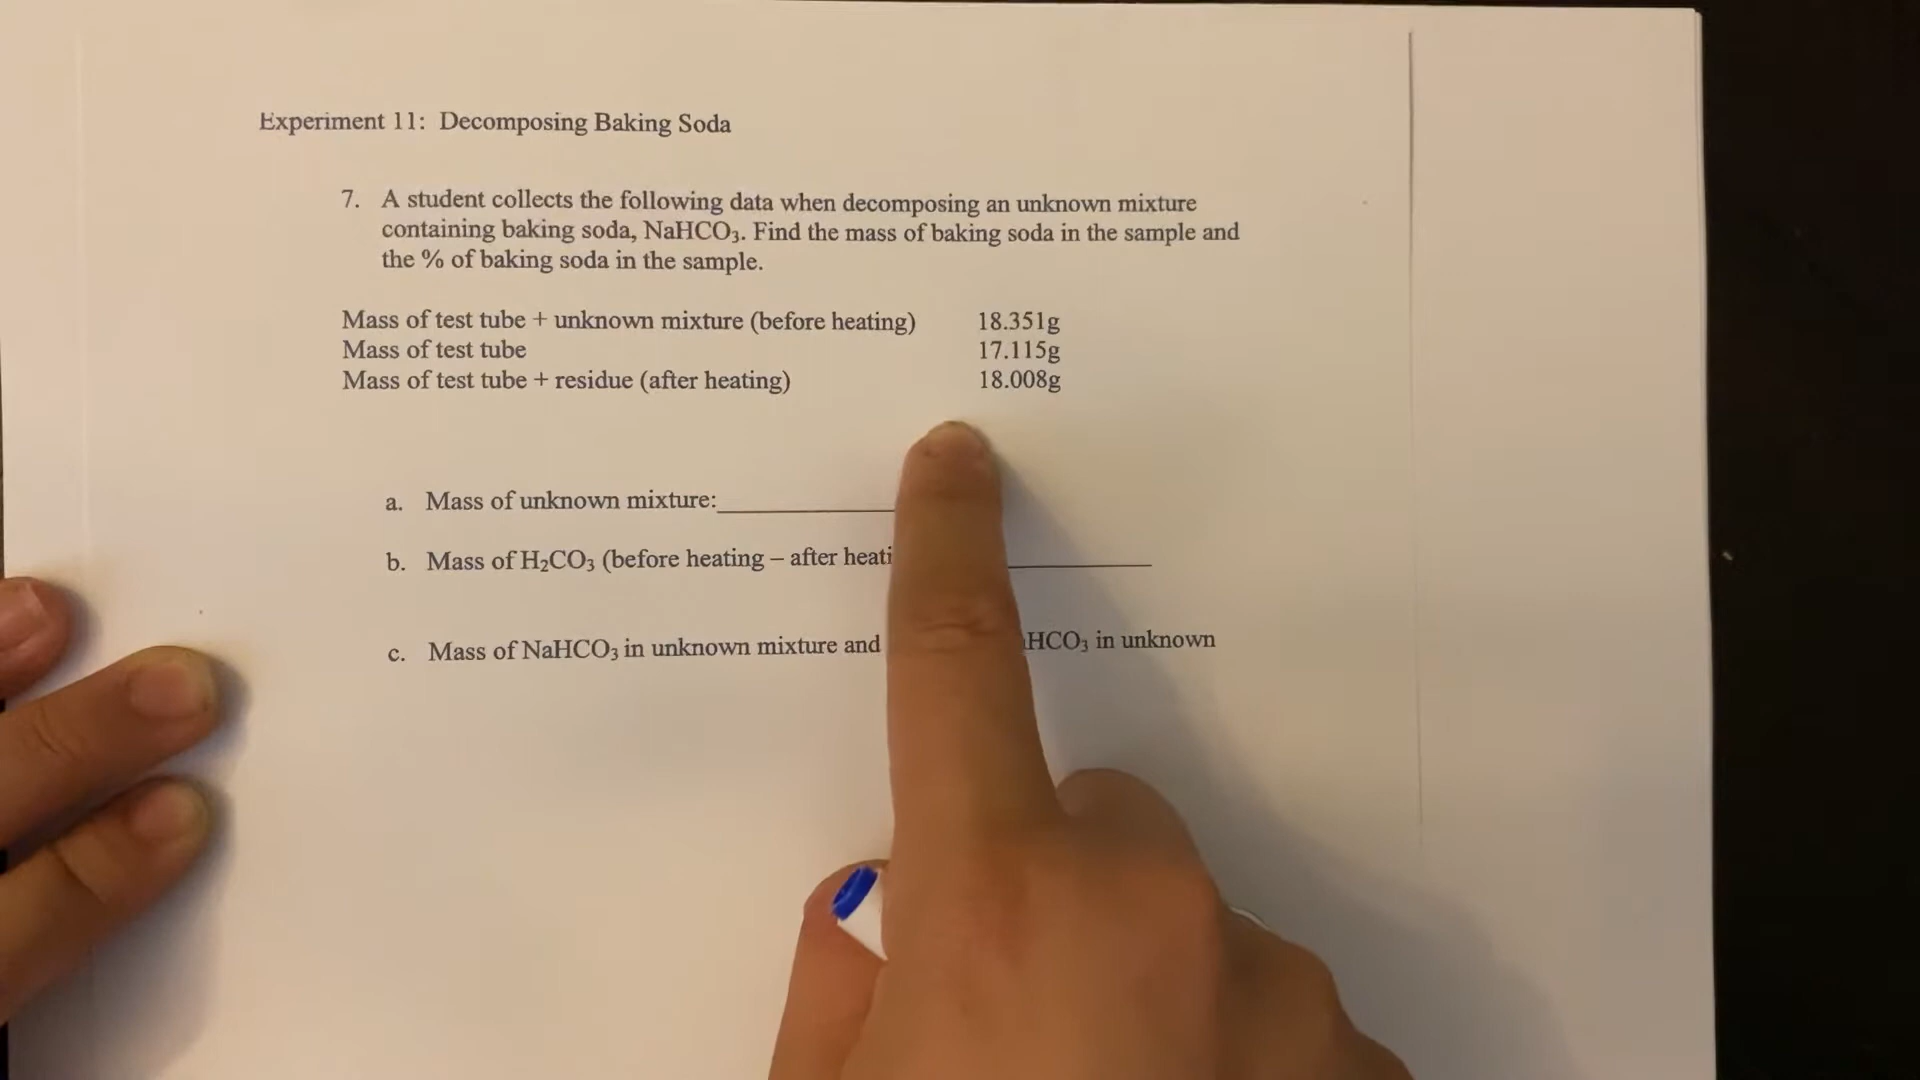 Experiment 11: Decomposing Baking Soda
7. A student collects the following data when decomposing an unknown mixture
containing baking soda, NaHCO₃. Find the mass of baking soda in the sample and
the % of baking soda in the sample.
Mass of test tube + unknown mixture (before heating) 18.351g
Mass of test tube 17.115g
Mass of test tube + residue (after heating) 18.008g
a. Mass of unknown mixture:
b. Mass of H₂CO₃ (before heating – after
c. Mass of NaHCO₃ in unknown mixture and HCO₃ in unknown